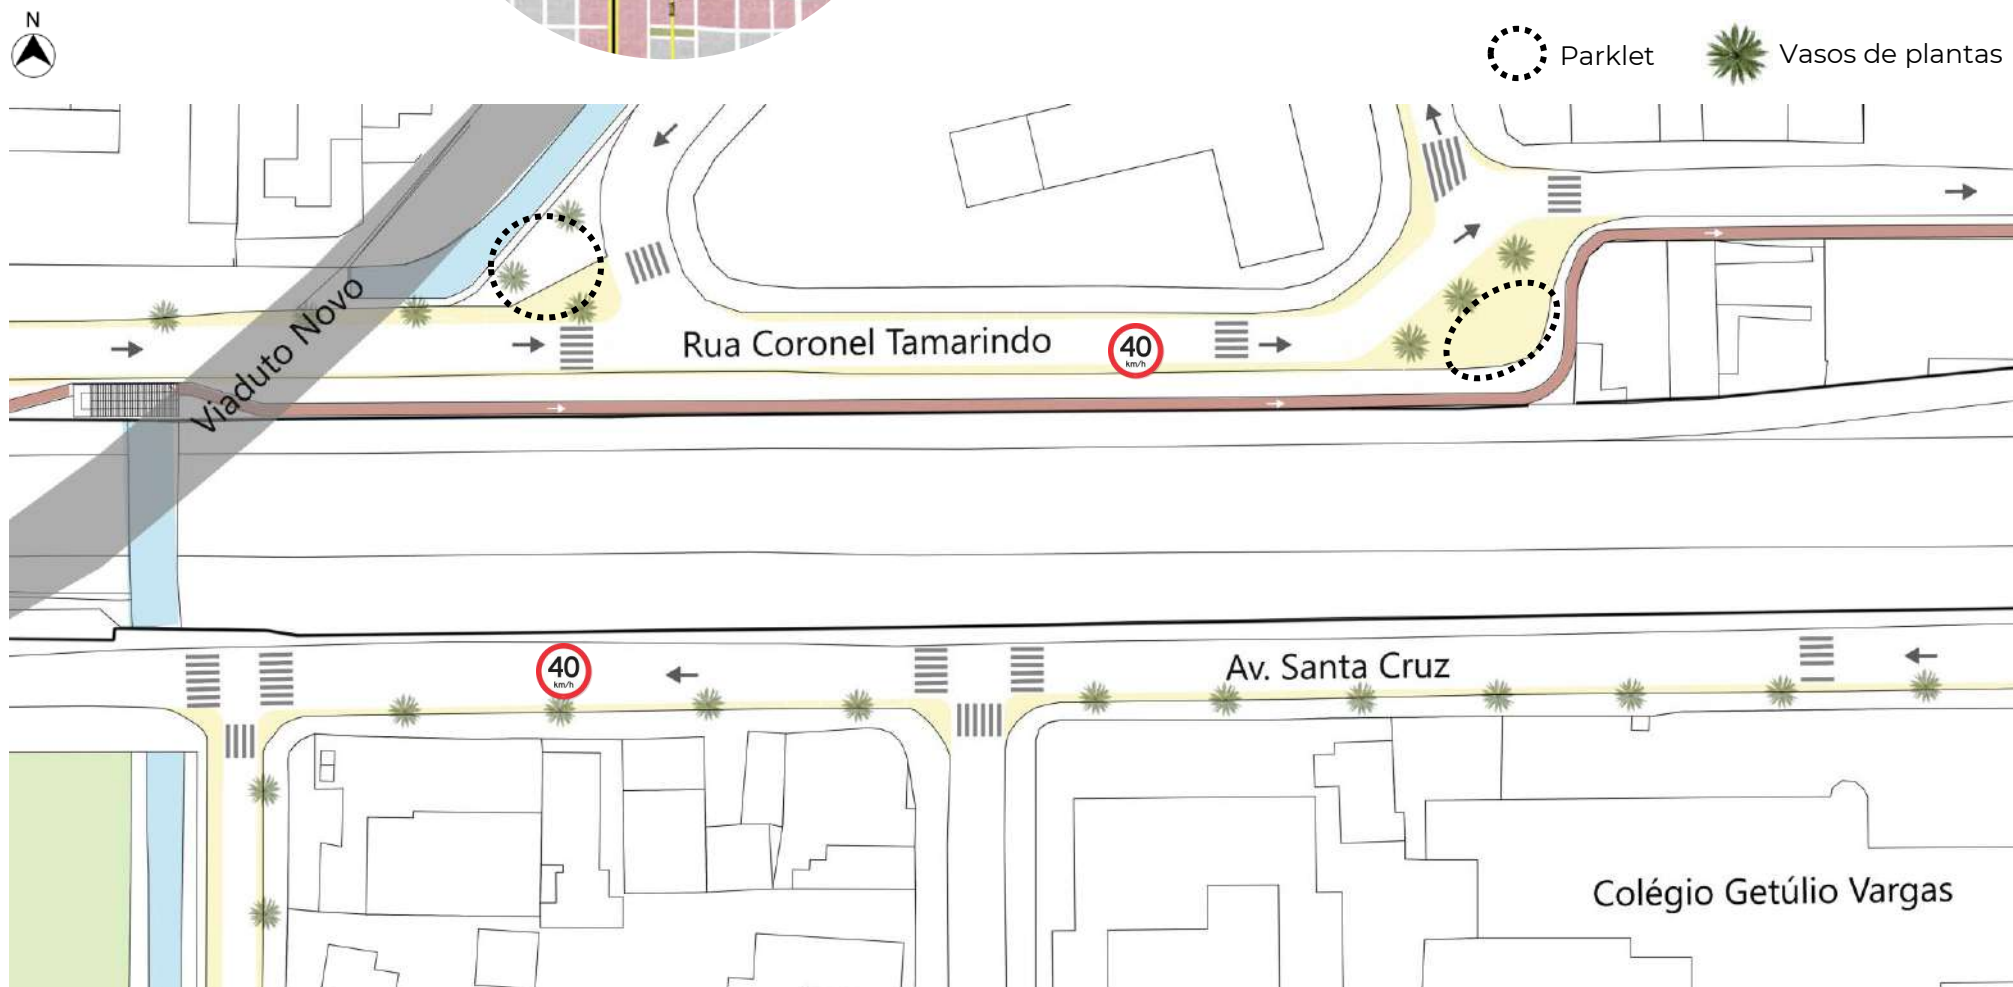 N
Parklet
Vasos de plantas
Viaduto Novo
Rua Coronel Tamarindo
40
km/h
40
km/h
Av. Santa Cruz
Colégio Getúlio Vargas